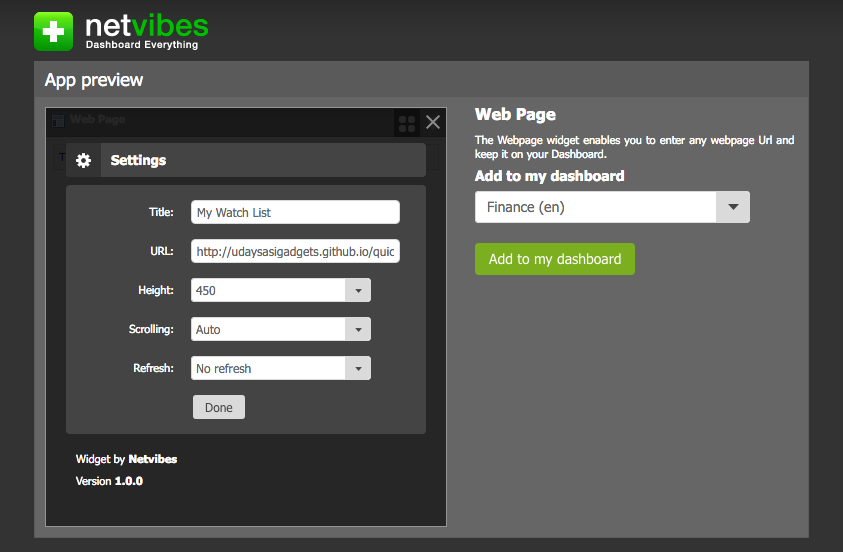 netvibes
Dashboard Everything
App preview
Web Page
Settings
Title: My Watch List
URL: http://udaysasigadgets.github.io/quic
Height: 450
Scrolling: Auto
Refresh: No refresh
Done
Widget by Netvibes
Version 1.0.0
Web Page
The Webpage widget enables you to enter any webpage Url and
keep it on your Dashboard.
Add to my dashboard
Finance (en)
Add to my dashboard